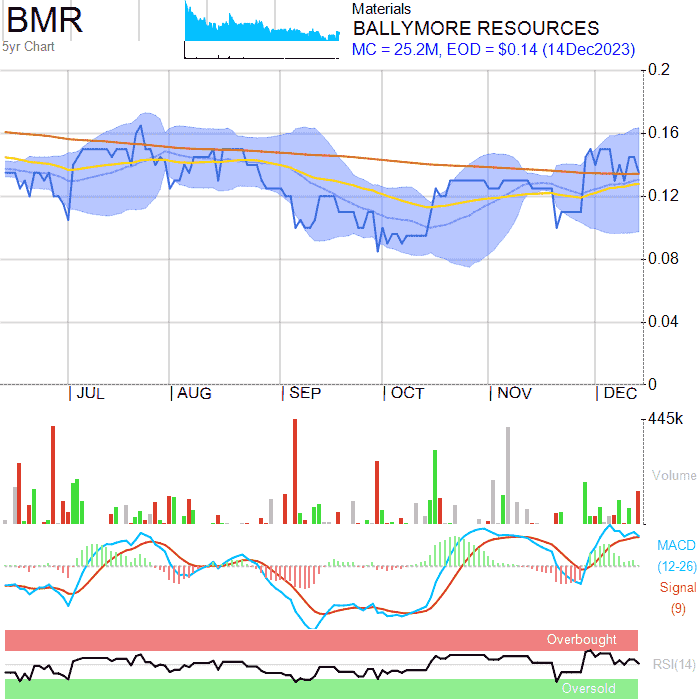 BMR
5yr Chart
Materials
BALLYMORE RESOURCES
MC = 25.2M, EOD = $0.14 (14Dec2023)
0.2
0.16
0.12
0.08
0.04
0
JUL AUG SEP OCT NOV DEC
445k
Volume
MACD
(12-26)
Signal
(9)
Overbought
RSI(14)
Oversold